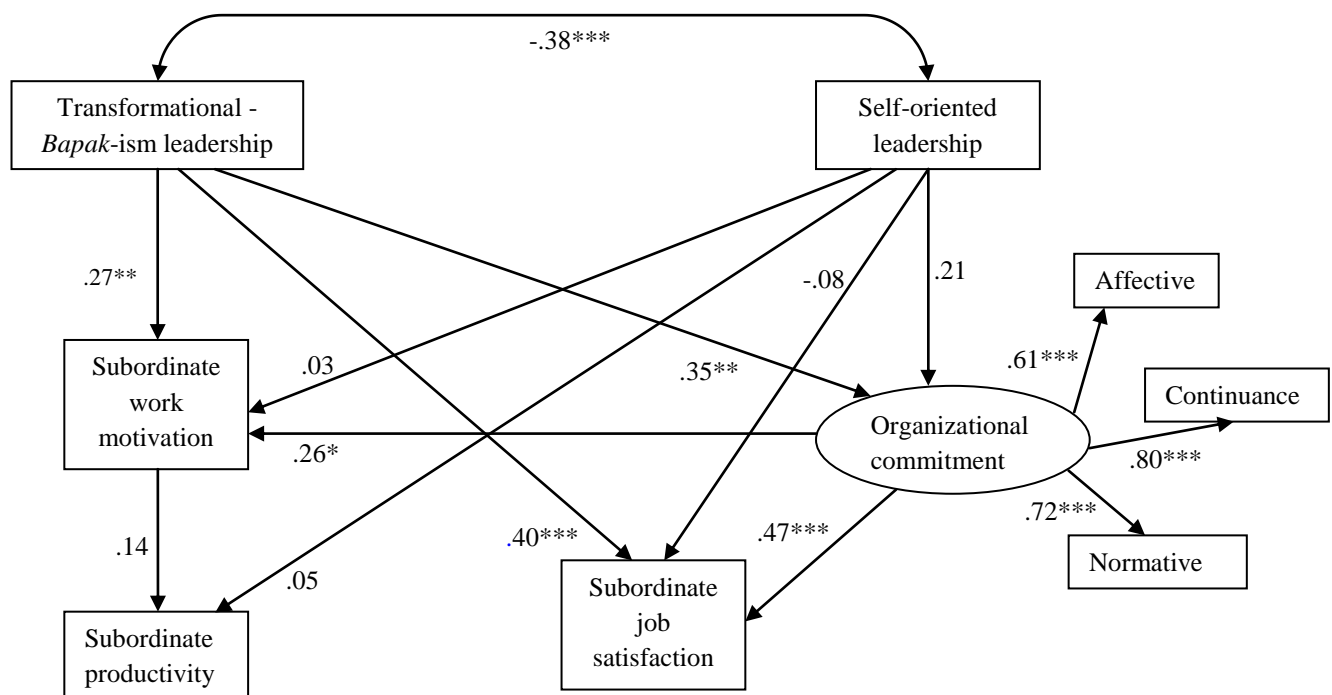 -.38***
Transformational -
Bapak-ism leadership
Self-oriented
leadership
.27**
-.08
.21
Affective
Subordinate
work
motivation
.03
.35**
.61***
Continuance
Organizational
commitment
.26*
.80***
.72***
.14
.40***
.47***
Normative
.05
Subordinate
job
satisfaction
Subordinate
productivity